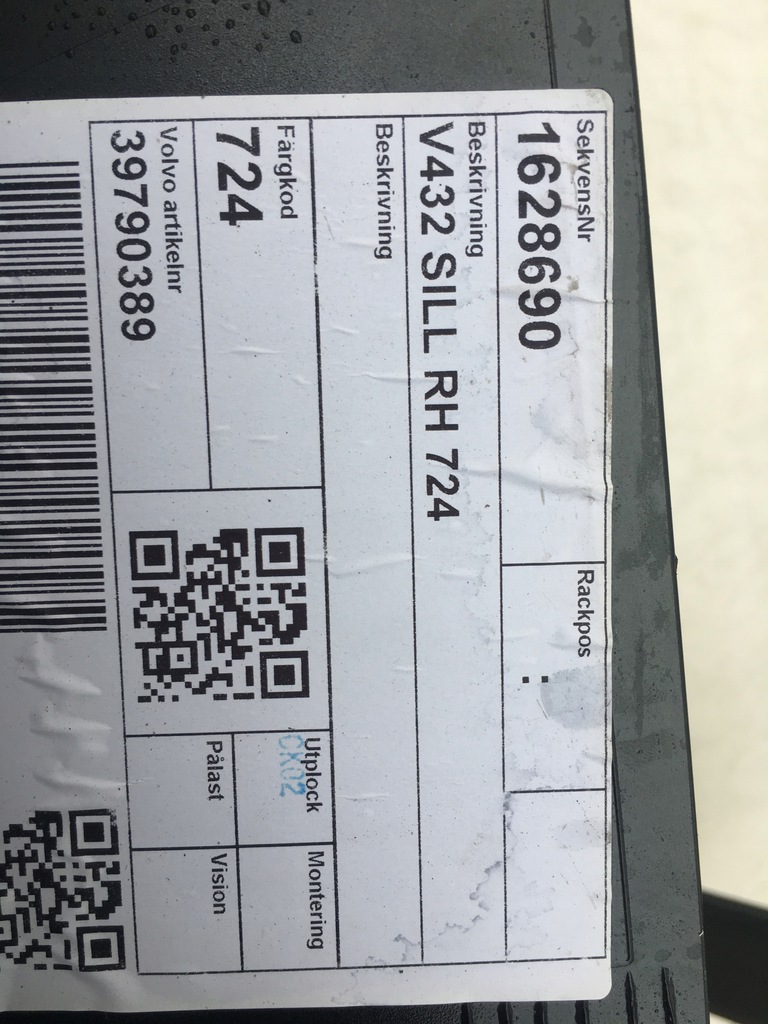 SekvensNr
1628690
Rackpos
:
Beskrivning
V432 SILL RH 724
Beskrivning
Färgkod
724
Utplock
CK02
Montering
Volvo artikelnr
39790389
Pålast
Vision